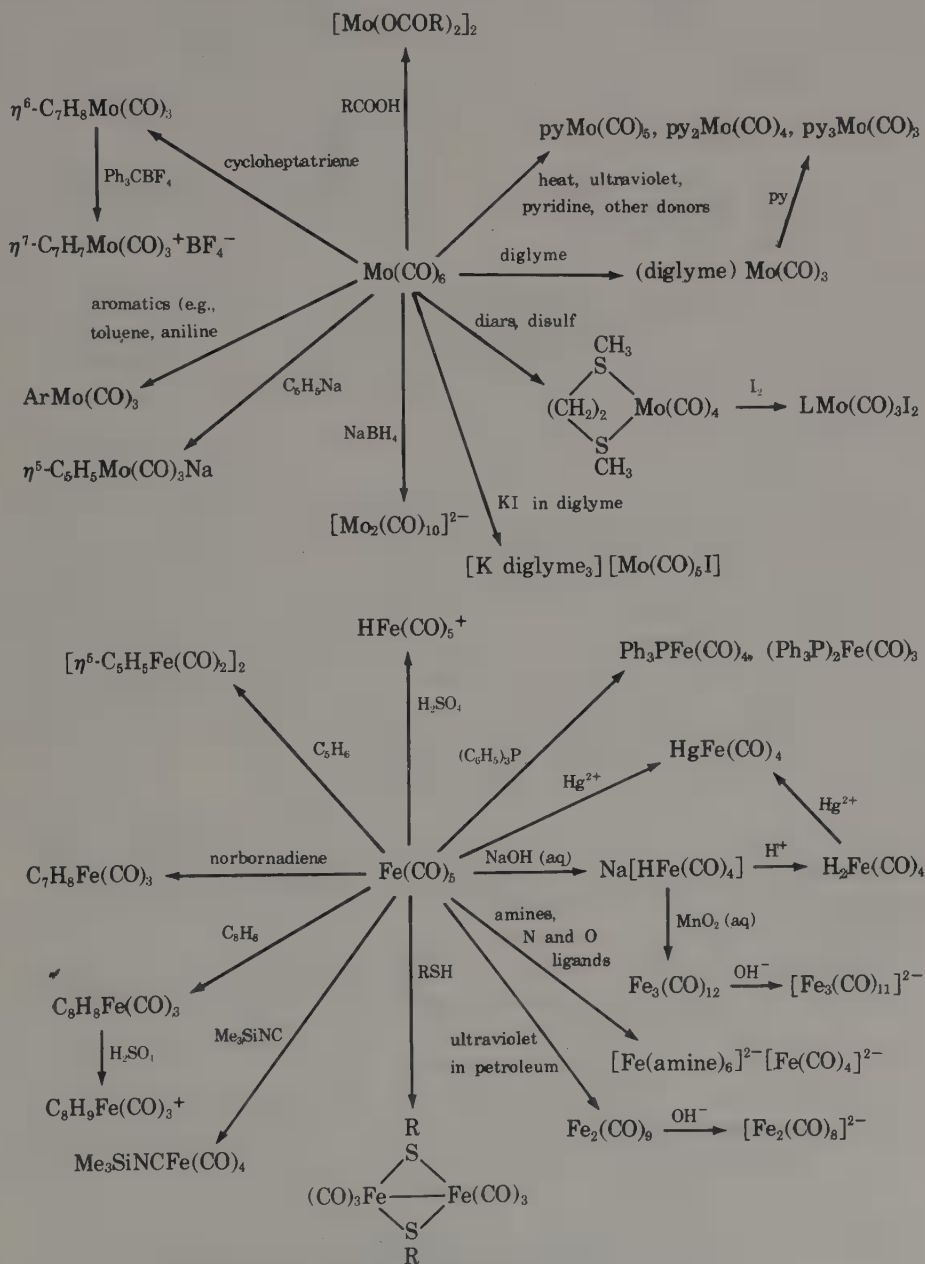 [Mo(OCOR)₂]₂
RCOOH
η⁶-C₇H₈Mo(CO)₃
pyMo(CO)₅, py₂Mo(CO)₄, py₃Mo(CO)₃
cycloheptatriene
Ph₃CBF₄
heat, ultraviolet,
pyridine, other donors
py
η⁷-C₇H₇Mo(CO)₃⁺BF₄⁻
Mo(CO)₆
diglyme
(diglyme) Mo(CO)₃
aromatics (e.g.,
toluene, aniline
diars, disulf
CH₃
S
C₅H₅Na
ArMo(CO)₃
(CH₂)₂
Mo(CO)₄
I₂
LMo(CO)₃I₂
NaBH₄
S
CH₃
η⁵-C₅H₅Mo(CO)₃Na
KI in diglyme
[Mo₂(CO)₁₀]²⁻
[K diglyme₃] [Mo(CO)₅I]
HFe(CO)₅⁺
[η⁵-C₅H₅Fe(CO)₂]₂
Ph₃PFe(CO)₄, (Ph₃P)₂Fe(CO)₃
H₂SO₄
C₅H₆
(C₆H₅)₃P
HgFe(CO)₄
Hg²⁺
Hg²⁺
norbornadiene
C₇H₈Fe(CO)₃
Fe(CO)₅
NaOH (aq)
Na[HFe(CO)₄]
H⁺
H₂Fe(CO)₄
C₈H₈
amines,
N and O
ligands
MnO₂ (aq)
RSH
Fe₃(CO)₁₂
OH⁻
[Fe₃(CO)₁₁]²⁻
C₈H₈Fe(CO)₃
Me₃SiNC
H₂SO₄
ultraviolet
in petroleum
[Fe(amine)₆]²⁻[Fe(CO)₄]²⁻
C₈H₉Fe(CO)₃⁺
Fe₂(CO)₉
OH⁻
[Fe₂(CO)₈]²⁻
Me₃SiNCFe(CO)₄
R
S
(CO)₃Fe
Fe(CO)₃
S
R